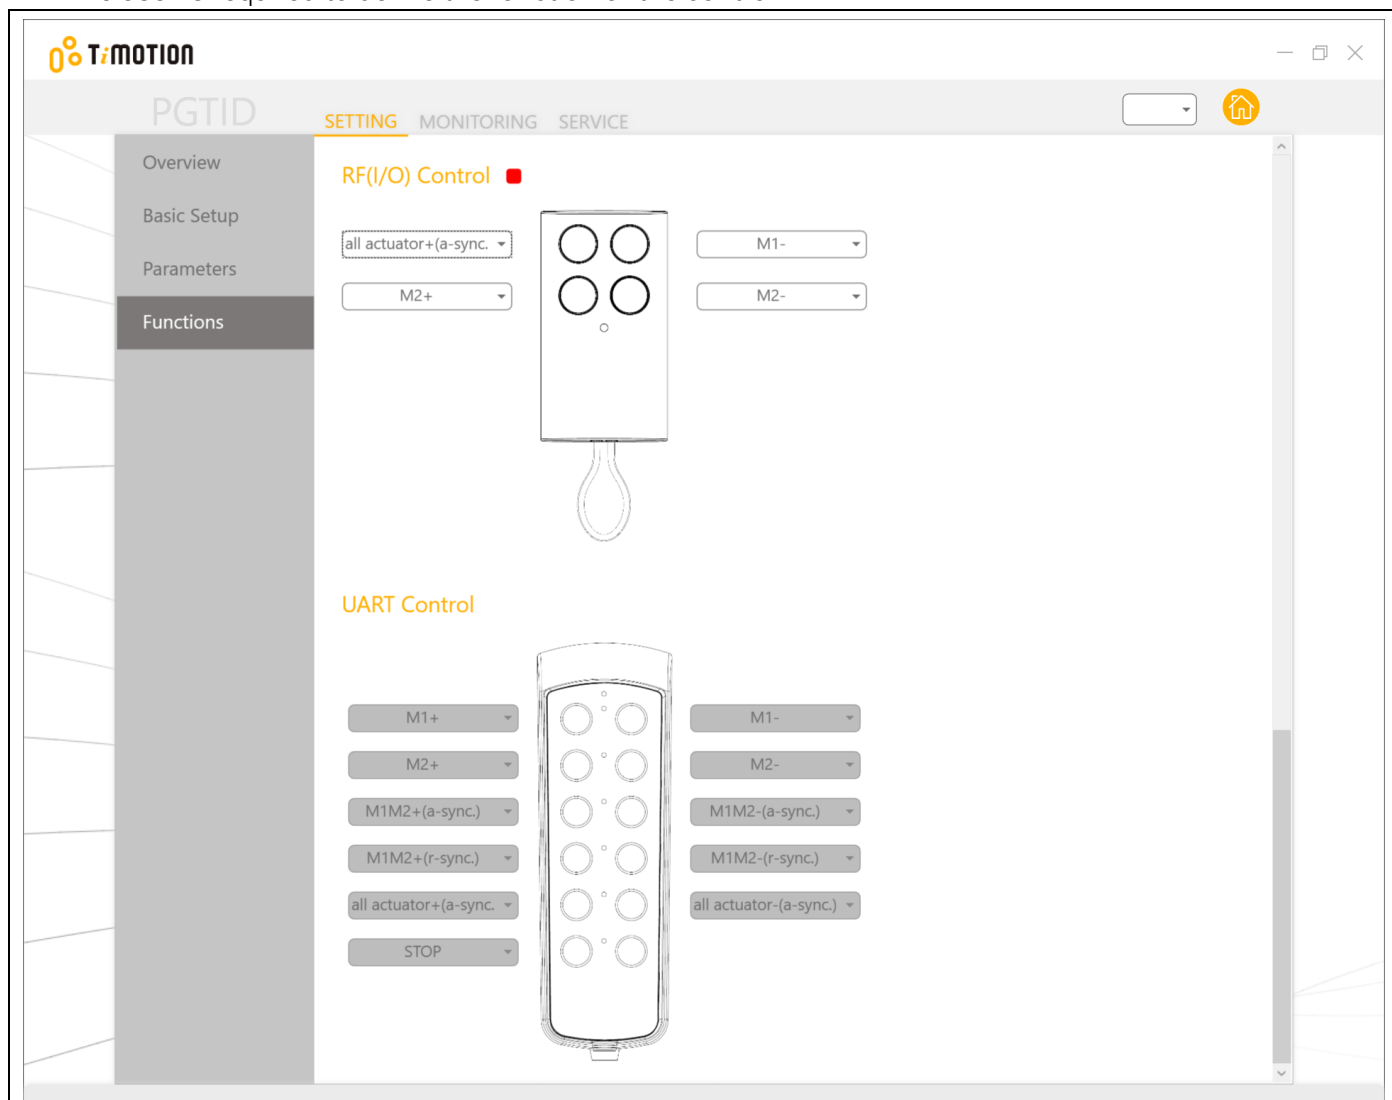 TiMOTION
PGTID
SETTING MONITORING SERVICE
Overview
Basic Setup
Parameters
Functions
RF(I/O) Control
all actuator+(a-sync. M1-
M2+ M2-
UART Control
M1+ M1-
M2+ M2-
M1M2+(a-sync.) M1M2-(a-sync.)
M1M2+(r-sync.) M1M2-(r-sync.)
all actuator+(a-sync. all actuator-(a-sync.)
STOP